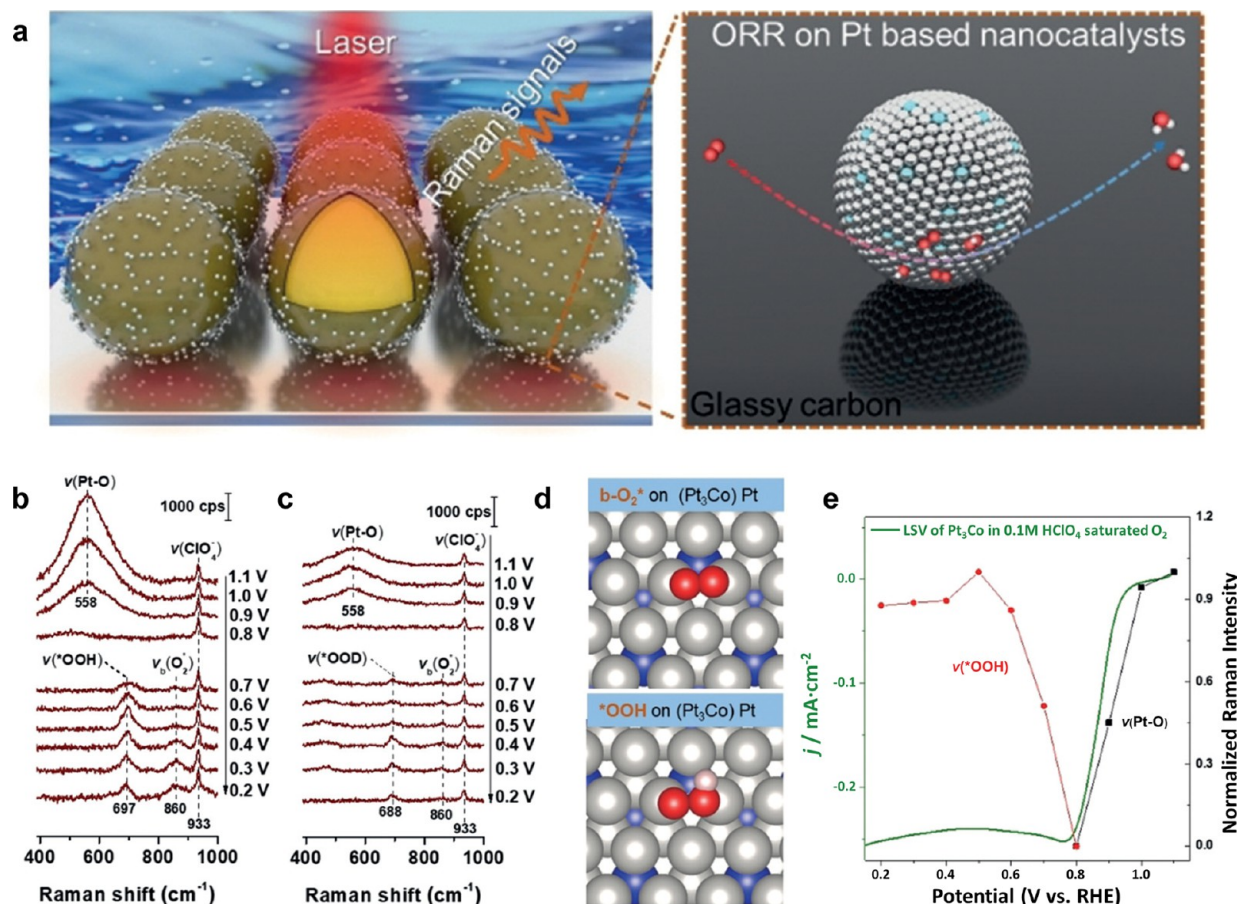 a
Laser
Raman signals
ORR on Pt based nanocatalysts
Glassy carbon
b
ν(Pt-O)
1000 cps
ν(ClO₄⁻)
1.1 V
1.0 V
0.9 V
558
0.8 V
ν(*OOH)
ν_b(O₂*)
0.7 V
0.6 V
0.5 V
0.4 V
0.3 V
0.2 V
697
860
933
400
600
800
1000
Raman shift (cm⁻¹)
c
1000 cps
ν(Pt-O)
ν(ClO₄⁻)
1.1 V
1.0 V
0.9 V
558
0.8 V
ν(*OOD)
ν_b(O₂*)
0.7 V
0.6 V
0.5 V
0.4 V
0.3 V
0.2 V
688
860
933
400
600
800
1000
Raman shift (cm⁻¹)
d
b-O₂* on (Pt₃Co) Pt
*OOH on (Pt₃Co) Pt
e
LSV of Pt₃Co in 0.1M HClO₄ saturated O₂
ν(*OOH)
ν(Pt-O)
j / mA·cm⁻²
0.0
-0.1
-0.2
1.2
0.9
0.6
0.3
0.0
Normalized Raman Intensity
0.2
0.4
0.6
0.8
1.0
Potential (V vs. RHE)